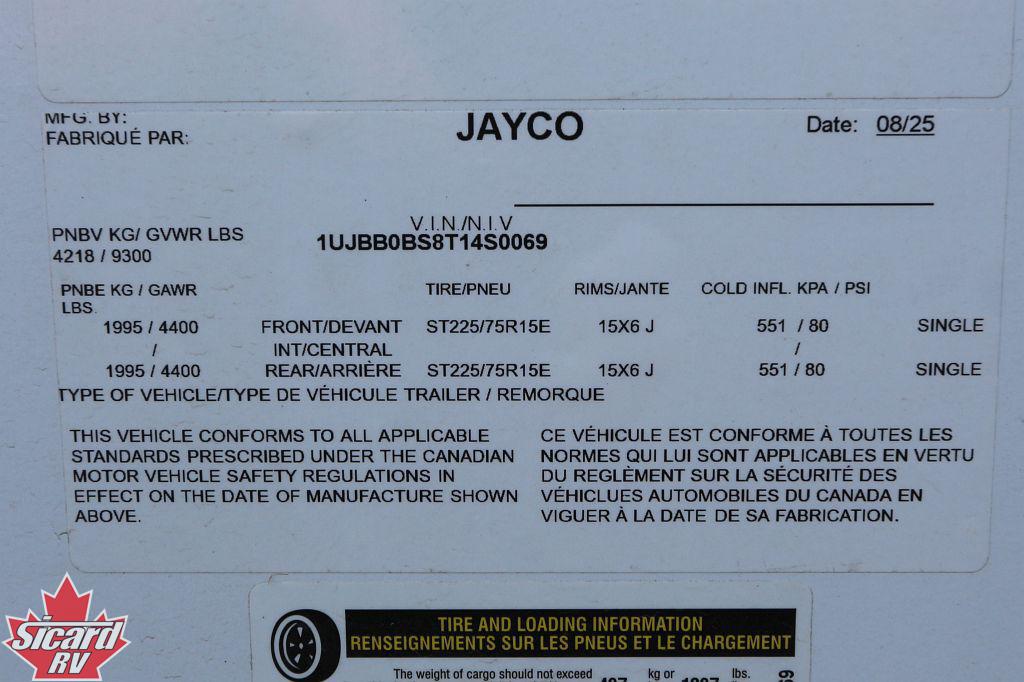 MFG. BY:
FABRIQUÉ PAR:
JAYCO
Date: 08/25
V.I.N./N.I.V
PNBV KG/ GVWR LBS
4218 / 9300
1UJBB0BS8T14S0069
PNBE KG / GAWR
LBS.
TIRE/PNEU RIMS/JANTE COLD INFL. KPA / PSI
1995 / 4400 FRONT/DEVANT ST225/75R15E 15X6 J 551 / 80 SINGLE
/ INT/CENTRAL /
1995 / 4400 REAR/ARRIÈRE ST225/75R15E 15X6 J 551 / 80 SINGLE
TYPE OF VEHICLE/TYPE DE VÉHICULE TRAILER / REMORQUE
THIS VEHICLE CONFORMS TO ALL APPLICABLE
STANDARDS PRESCRIBED UNDER THE CANADIAN
MOTOR VEHICLE SAFETY REGULATIONS IN
EFFECT ON THE DATE OF MANUFACTURE SHOWN
ABOVE.
CE VÉHICULE EST CONFORME À TOUTES LES
NORMES QUI LUI SONT APPLICABLES EN VERTU
DU REGLÈMENT SUR LA SÉCURITÉ DES
VÉHICLUES AUTOMOBILES DU CANADA EN
VIGUER À LA DATE DE SA FABRICATION.
TIRE AND LOADING INFORMATION
RENSEIGNEMENTS SUR LES PNEUS ET LE CHARGEMENT
The weight of cargo should not exceed kg or lbs.
Sicard
RV